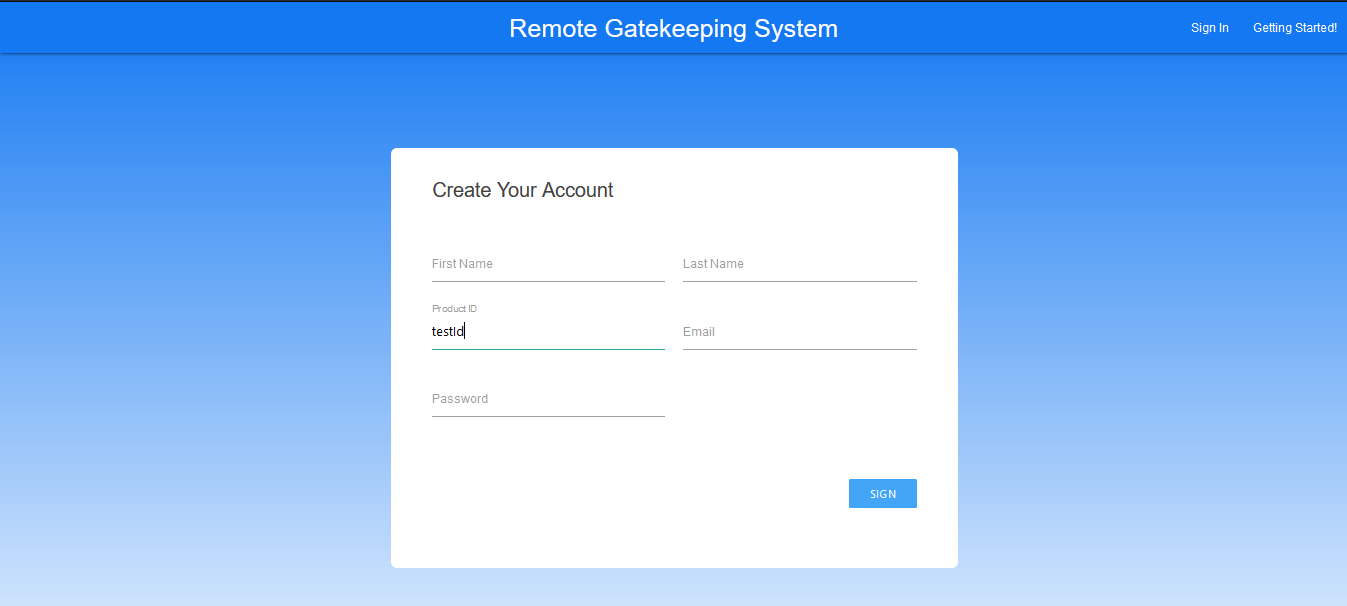 Remote Gatekeeping System
Sign In
Getting Started!
Create Your Account
First Name
Last Name
Product ID
testId
Email
Password
SIGN